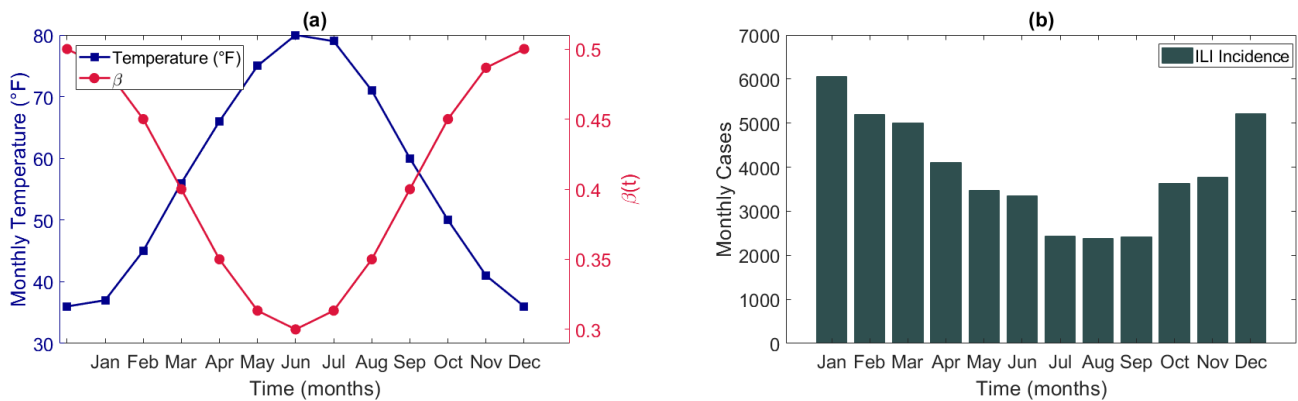 (a)
Temperature (°F)
β
80
70
60
50
40
30
Monthly Temperature (°F)
0.5
0.45
0.4
0.35
0.3
β(t)
Jan Feb Mar Apr May Jun Jul Aug Sep Oct Nov Dec
Time (months)
(b)
ILI Incidence
7000
6000
5000
4000
3000
2000
1000
0
Monthly Cases
Jan Feb Mar Apr May Jun Jul Aug Sep Oct Nov Dec
Time (months)